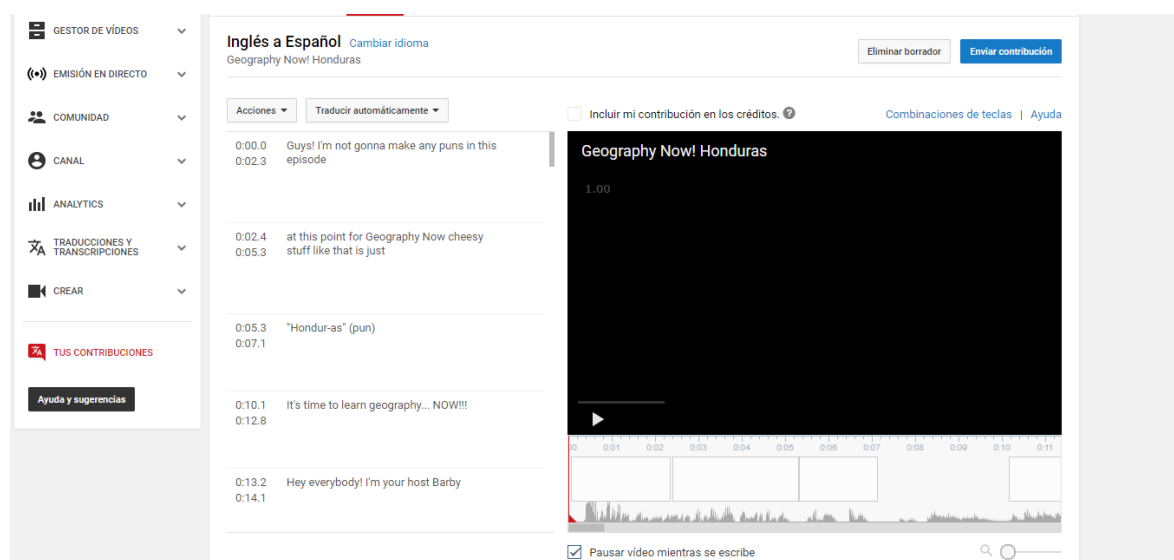 GESTOR DE VÍDEOS
EMISIÓN EN DIRECTO
COMUNIDAD
CANAL
ANALYTICS
TRADUCCIONES Y
TRANSCRIPCIONES
CREAR
TUS CONTRIBUCIONES
Ayuda y sugerencias
Inglés a Español Cambiar idioma
Geography Now! Honduras
Eliminar borrador Enviar contribución
Acciones Traducir automáticamente
Incluir mi contribución en los créditos. ? Combinaciones de teclas | Ayuda
0:00.0 Guys! I'm not gonna make any puns in this
0:02.3 episode
0:02.4 at this point for Geography Now cheesy
0:05.3 stuff like that is just
0:05.3 "Hondur-as" (pun)
0:07.1
0:10.1 It's time to learn geography... NOW!!!
0:12.8
0:13.2 Hey everybody! I'm your host Barby
0:14.1
Geography Now! Honduras
1.00
00 0:01 0:02 0:03 0:04 0:05 0:06 0:07 0:08 0:09 0:10 0:11
Pausar vídeo mientras se escribe